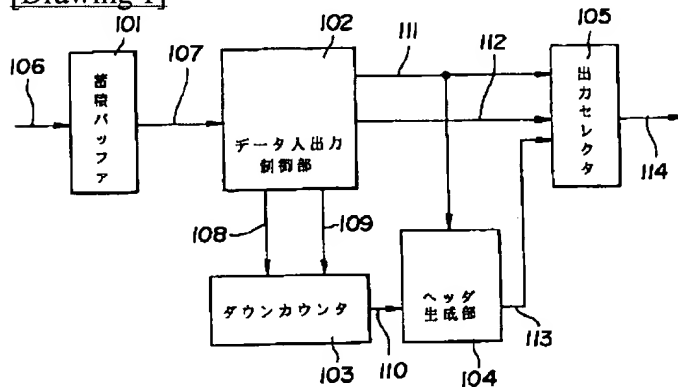 [Drawing 1]
101
102
111
112
105
106
107
蓄積バッファ
データ入出力
制御部
出力セレクタ
114
108
109
ダウンカウンタ
103
110
ヘッダ
生成部
104
113